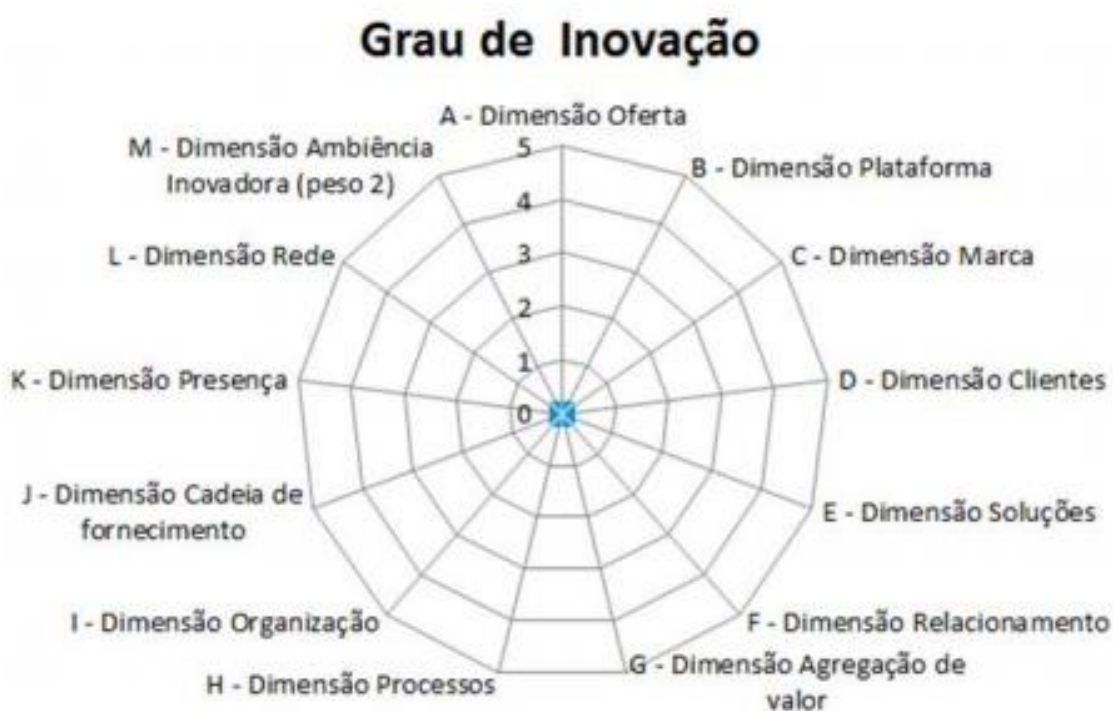 Grau de Inovação
A - Dimensão Oferta
M - Dimensão Ambiência
Inovadora (peso 2)
B - Dimensão Plataforma
L - Dimensão Rede
C - Dimensão Marca
K - Dimensão Presença
D - Dimensão Clientes
J - Dimensão Cadeia de
fornecimento
E - Dimensão Soluções
I - Dimensão Organização
F - Dimensão Relacionamento
H - Dimensão Processos
G - Dimensão Agregação de
valor
5
4
3
2
1
0